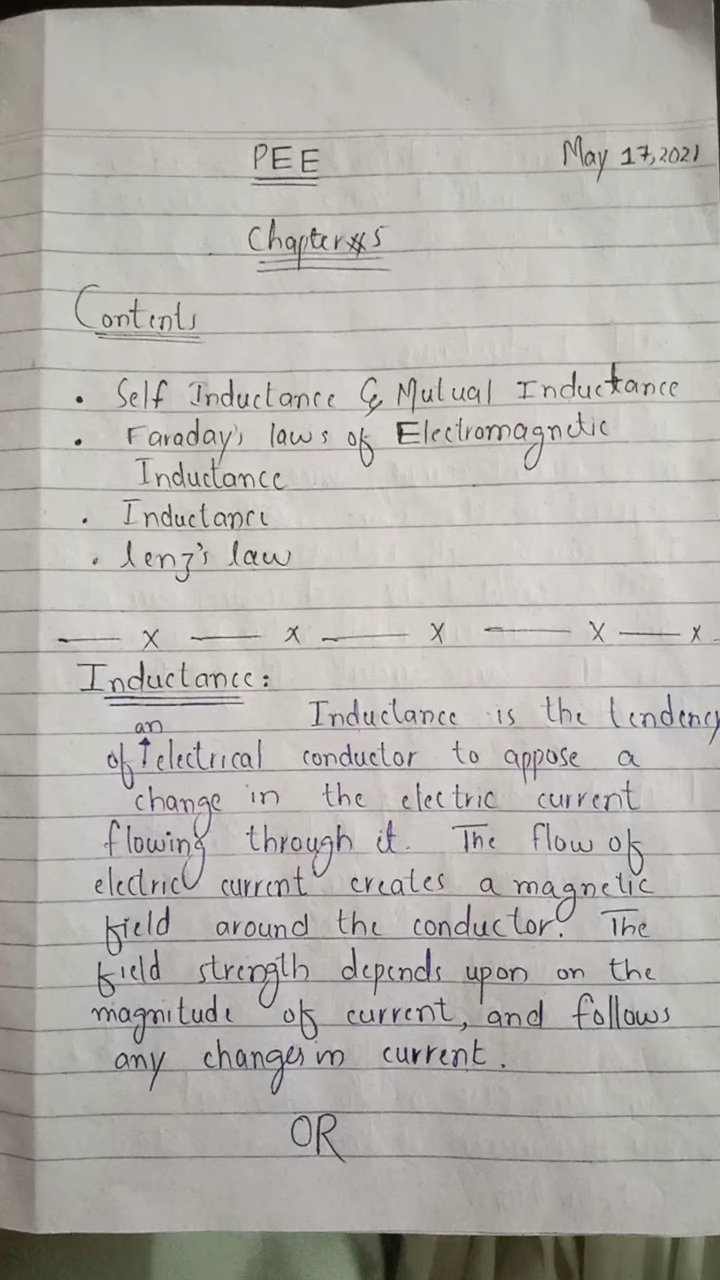 PEE May 17, 2021
Chapter # 5
Contents
• Self Inductance & Mutual Inductance
• Faraday's laws of Electromagnetic
Inductance
• Inductance
• lenz's law
—— x —— x —— x —— x —— x
Inductance:
Inductance is the tendency
of an electrical conductor to appose a
change in the electric current
flowing through it. The flow of
electric current creates a magnetic
field around the conductor. The
field strength depends upon on the
magnitude of current, and follows
any changes in current.
OR